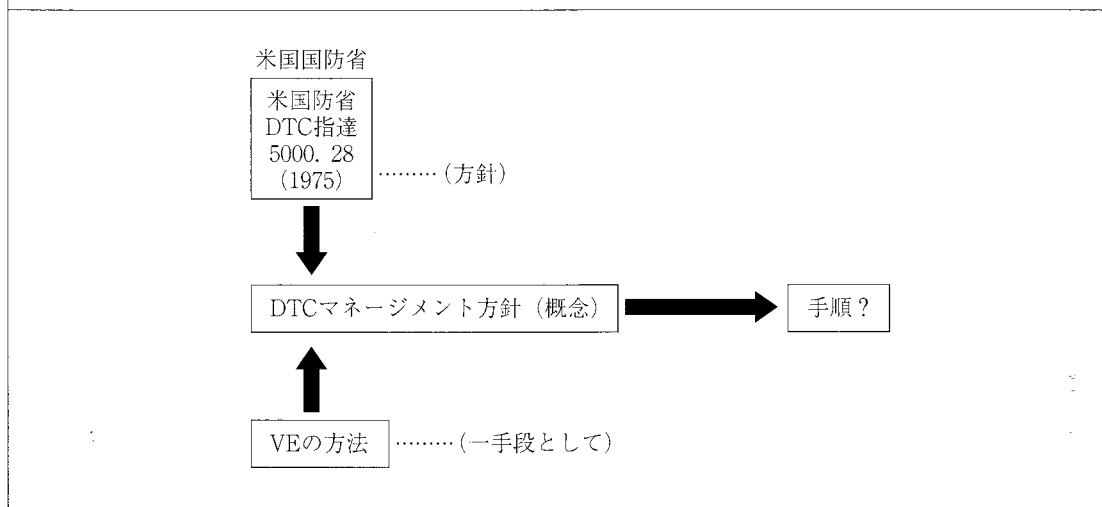 米国国防省
米国防省
DTC指達
5000. 28
(1975)
………(方針)
DTCマネージメント方針(概念)
手順?
VEの方法
………(一手段として)